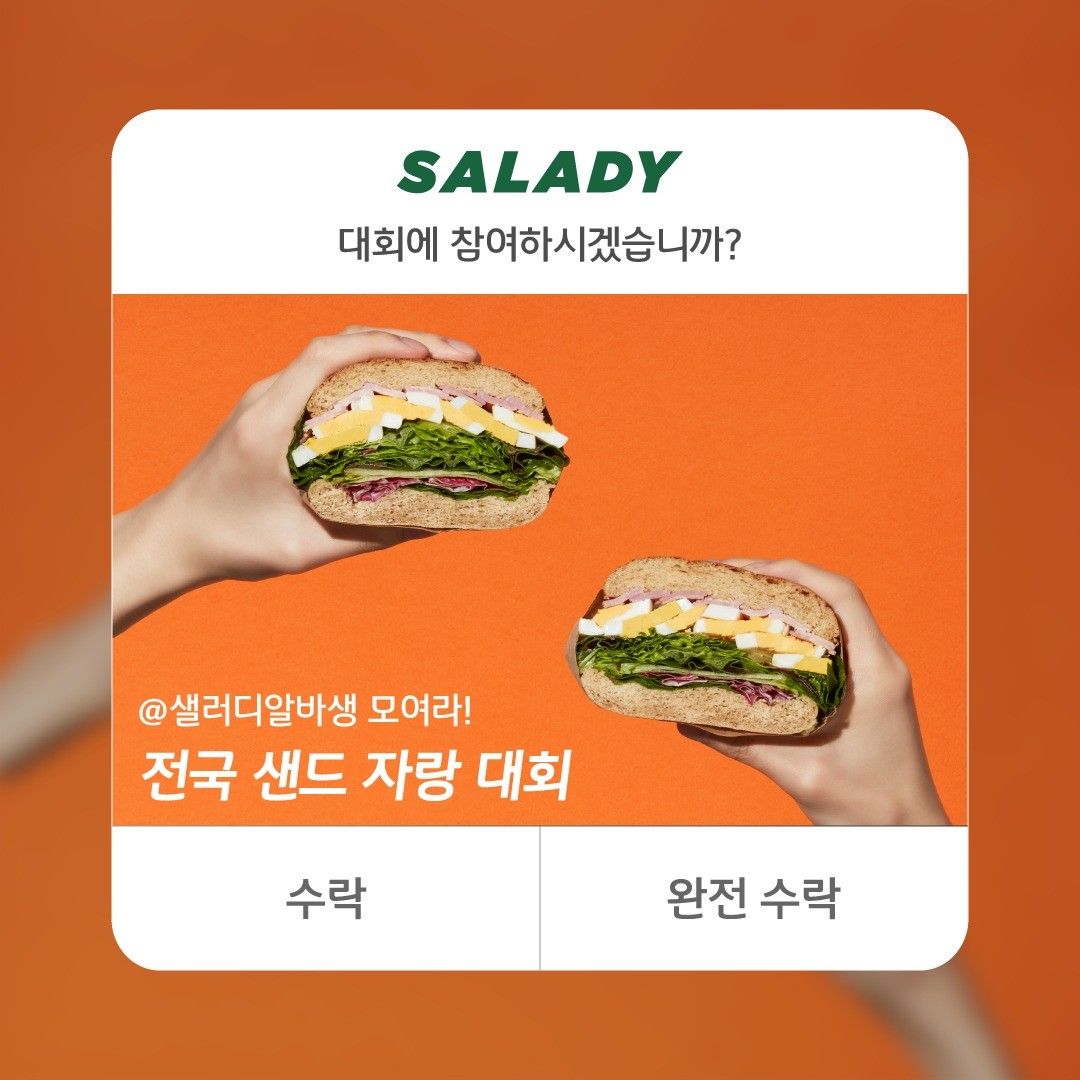 SALADY
대회에 참여하시겠습니까?
@샐러디알바생 모여라!
전국 샌드 자랑 대회
수락
완전 수락